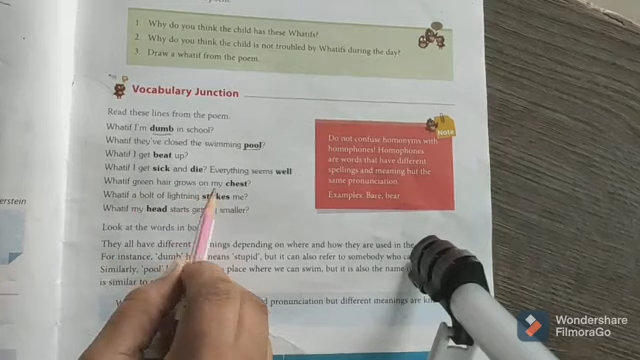 poem.
1 Why do you think the child has these Whatifs?
2. Why do you think the child is not troubled by Whatifs during the day?
3 Draw a whatif from the poem.
Vocabulary Junction
Read these lines from the poem.
Whatif I'm dumb in school?
Whatif they've closed the swimming pool?
Whatif I get beat up?
Whatif I get sick and die? Everything seems well
Whatif green hair grows on my chest?
Whatif a bolt of lightning me?
Whatif my head starts smaller?
Look at the words in
They all have different depending on where and how they are used in the
For instance, 'dumb' means 'stupid', but it can also refer to somebody who
Similarly, 'pool' place where we can swim, but it is also the name
is similar to
pronunciation but different meanings are
Note
Do not confuse homonyms with
homophones! Homophones
are words that have different
spellings and meaning but the
same pronunciation.
Examples: Bare, bear
erstein
Wondershare
FilmoraGo